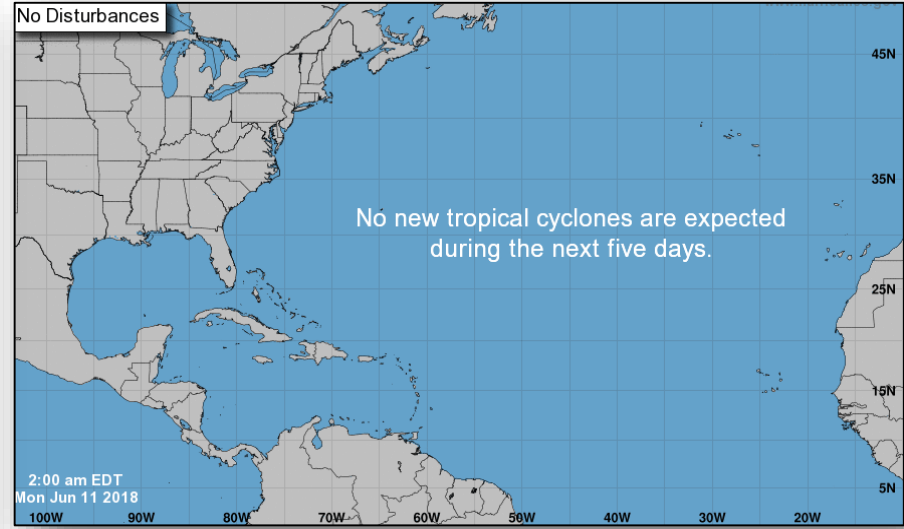 No Disturbances
45N
35N
No new tropical cyclones are expected
during the next five days.
25N
15N
2:00 am EDT
Mon Jun 11 2018
5N
100W 90W 80W 70W 60W 50W 40W 30W 20W